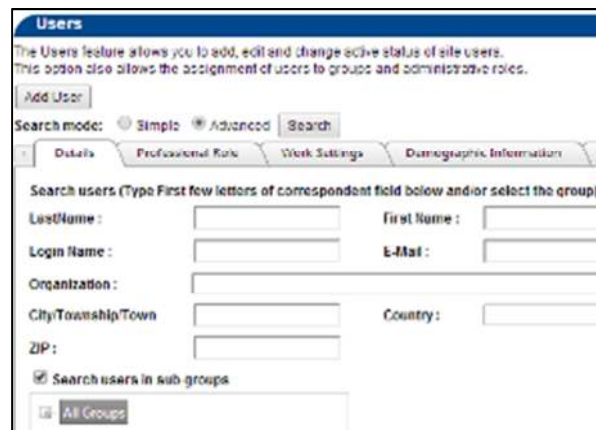 Users
The Users feature allows you to add, edit and change active status of site users.
This option also allows the assignment of users to groups and administrative roles.
Add User
Search mode: Simple Advanced Search
Details Professional Role Work Settings Demographic Information
Search users (Type First few letters of correspondent field below and/or select the group)
LastName : First Name :
Login Name : E-Mail :
Organization :
City/Township/Town Country :
ZIP :
Search users in sub-groups
All Groups